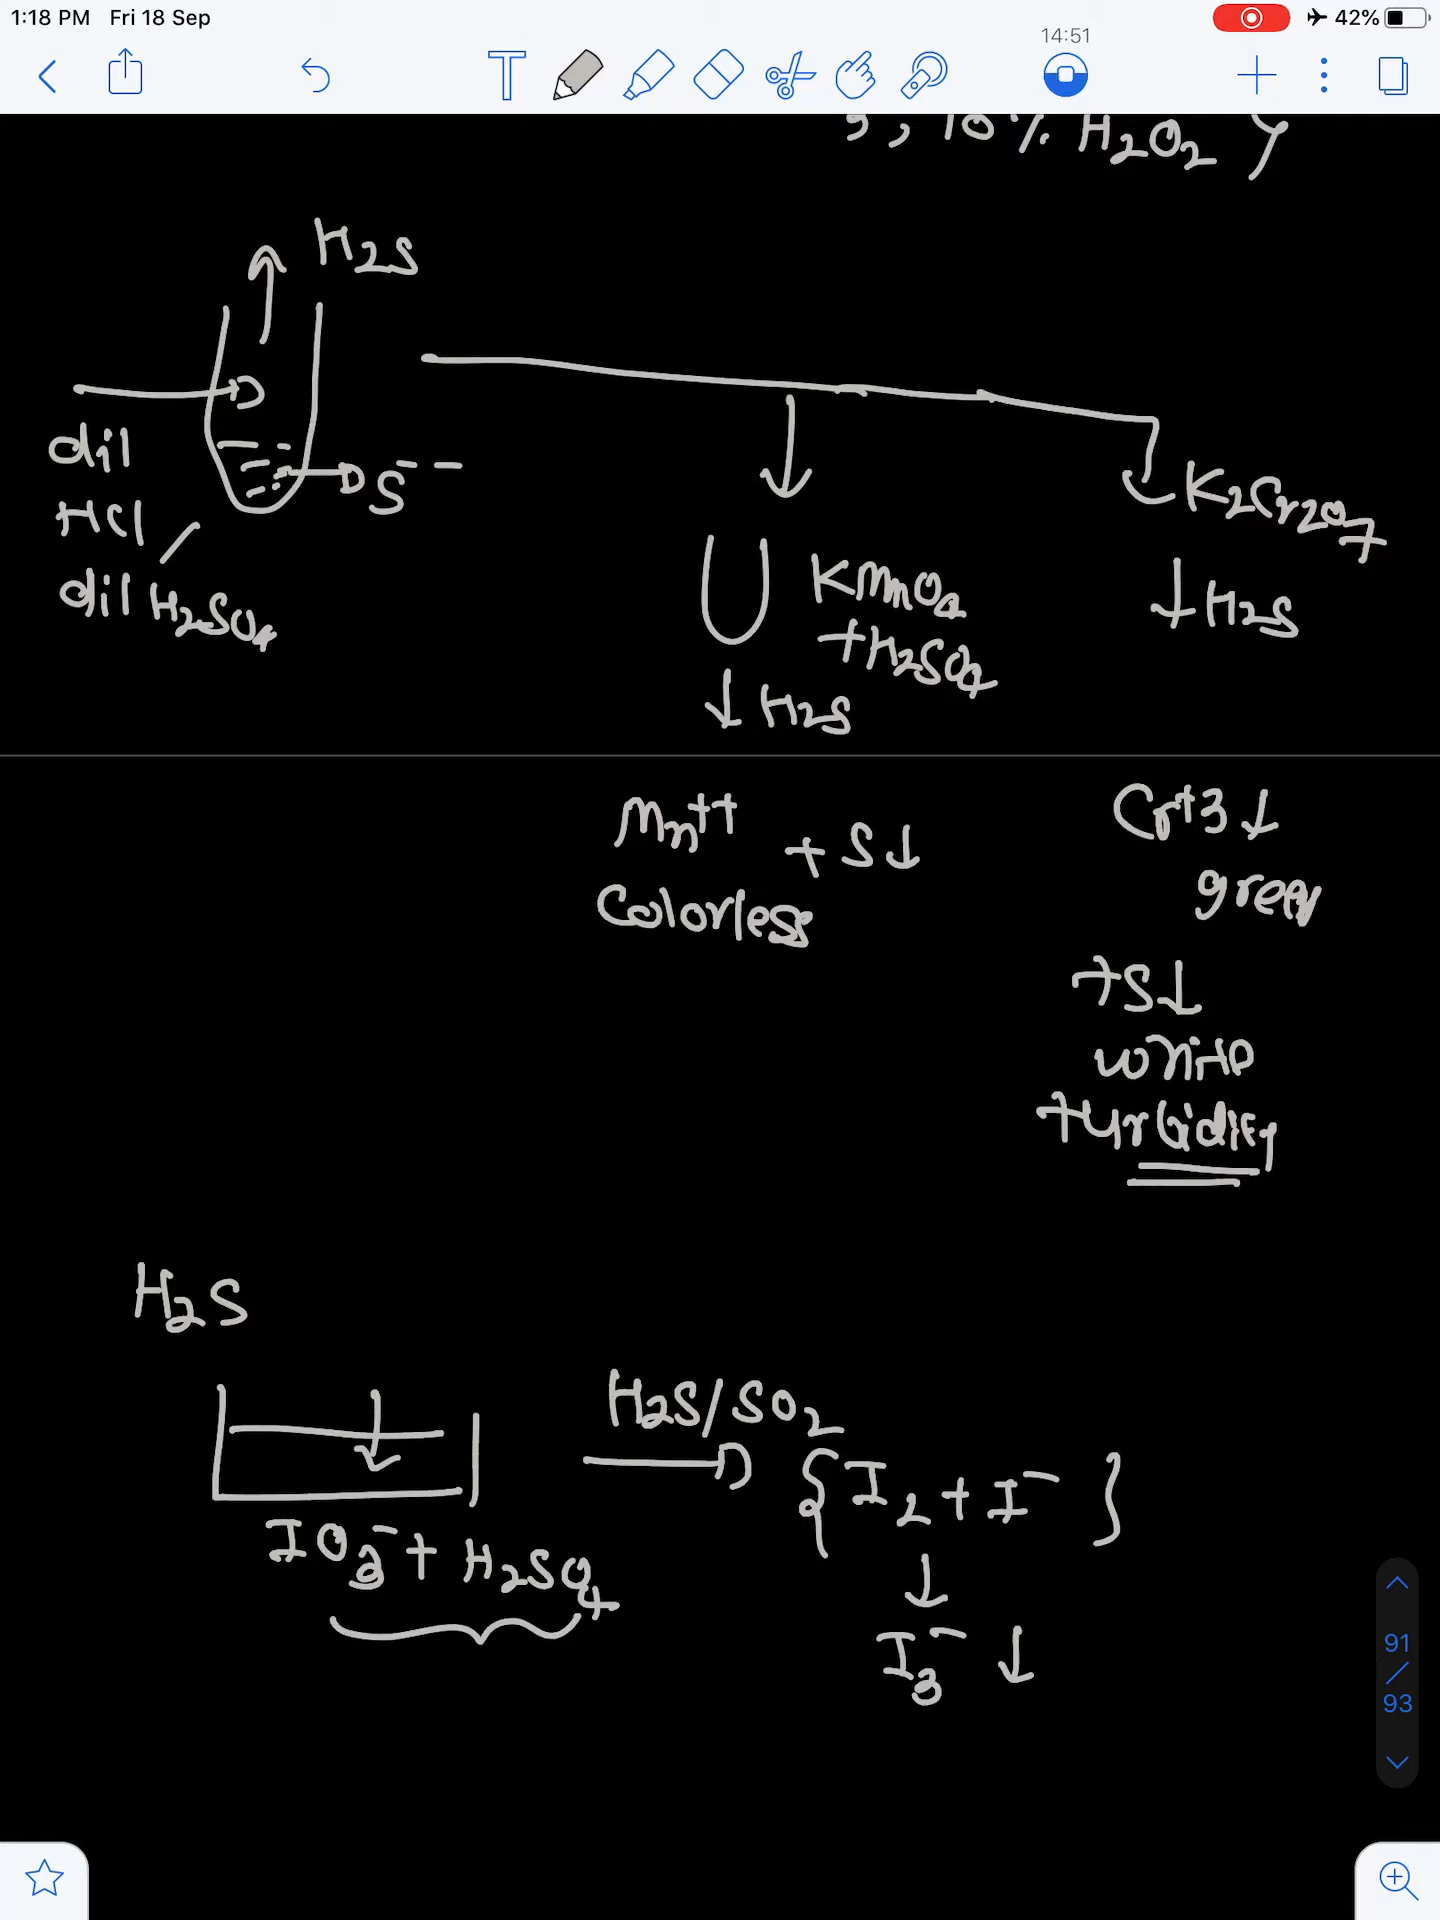 1:18 PM Fri 18 Sep
42%
14:51
T
, 10% H2O2 }
H2S
dil
HCl /
dil H2SO4
S--
KMnO4
+H2SO4
↓ H2S
K2Cr2O7
↓ H2S
Mn++ + S↓
Colorless
Cr+3 ↓
green
+S↓
white
turbidity
H2S
IO3- + H2SO4
H2S/SO2
{I2 + I- }
↓
I3- ↓
91
/
93